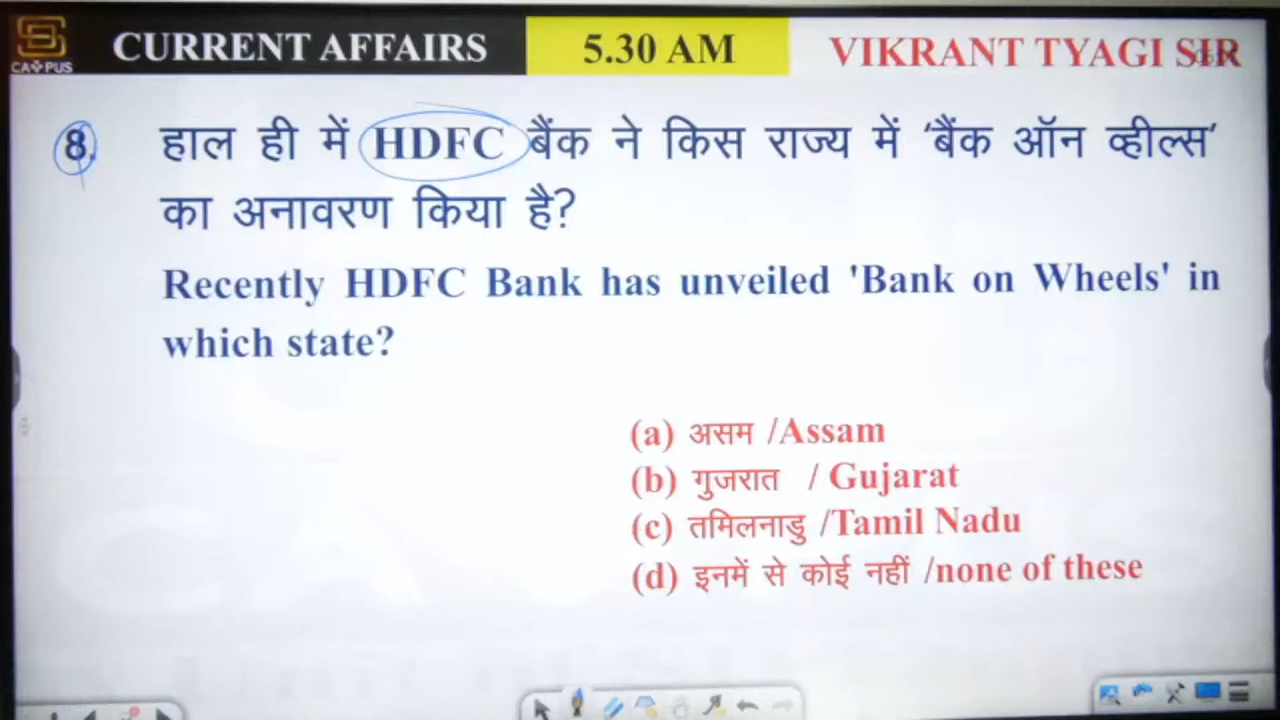 CAMPUS
CURRENT AFFAIRS
5.30 AM
VIKRANT TYAGI SIR
8. हाल ही में HDFC बैंक ने किस राज्य में ‘बैंक ऑन व्हील्स’
का अनावरण किया है?
Recently HDFC Bank has unveiled 'Bank on Wheels' in
which state?
(a) असम /Assam
(b) गुजरात / Gujarat
(c) तमिलनाडु /Tamil Nadu
(d) इनमें से कोई नहीं /none of these